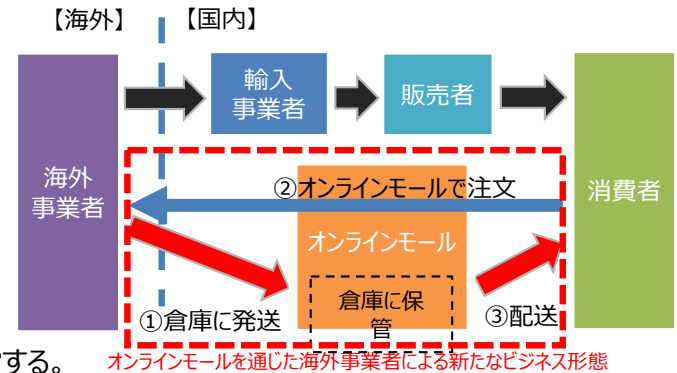 【海外】
【国内】
輸入
事業者
販売者
海外
事業者
消費者
②オンラインモールで注文
オンラインモール
倉庫に保
管
①倉庫に発送
③配送
する。
オンラインモールを通じた海外事業者による新たなビジネス形態